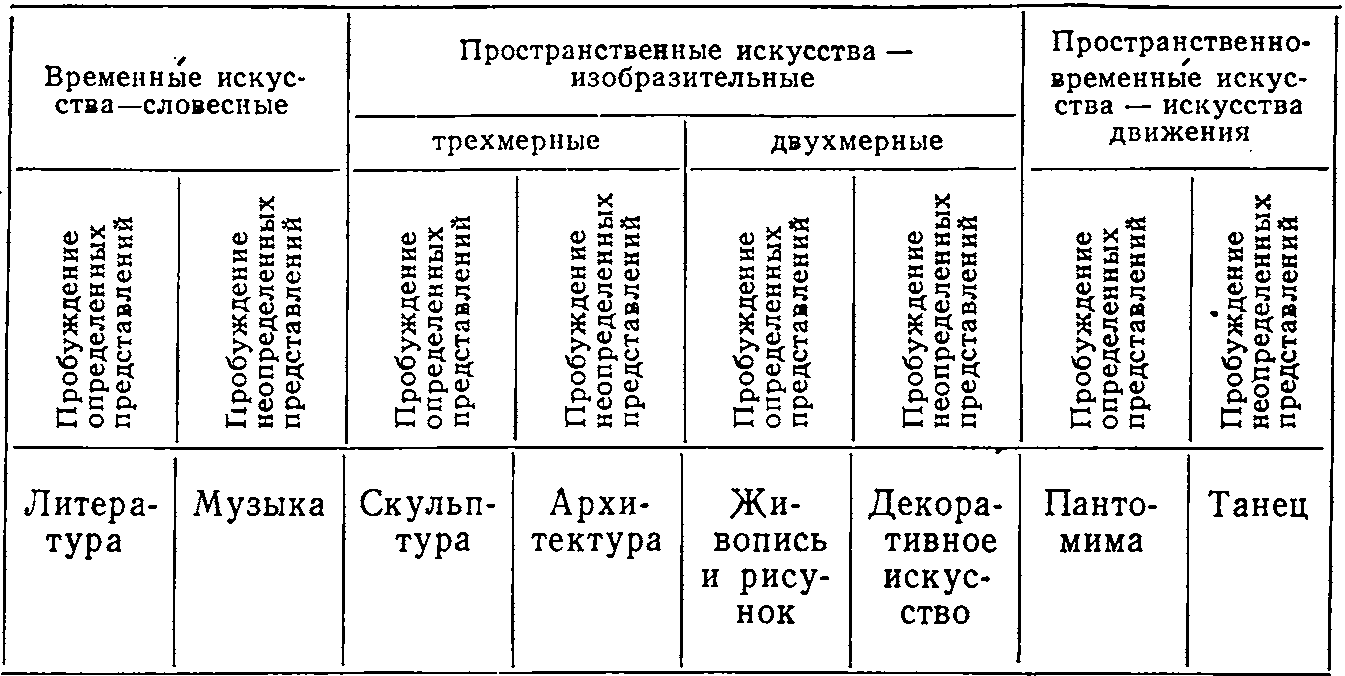 Временны́е искус-
ства—словесные
Пространственные искусства —
изобразительные
трехмерные
двухмерные
Пространственно-
временны́е искус-
ства — искусства
движения
Пробуждение
определенных
представлений
Пробуждение
неопределенных
представлений
Пробуждение
определенных
представлений
Пробуждение
неопределенных
представлений
Пробуждение
определенных
представлений
Пробуждение
неопределенных
представлений
Пробуждение
определенных
представлений
Пробуждение
неопределенных
представлений
Литера-
тура
Музыка
Скульп-
тура
Архи-
тектура
Жи-
вопись
и рису-
нок
Декора-
тивное
искус-
ство
Панто-
мима
Танец